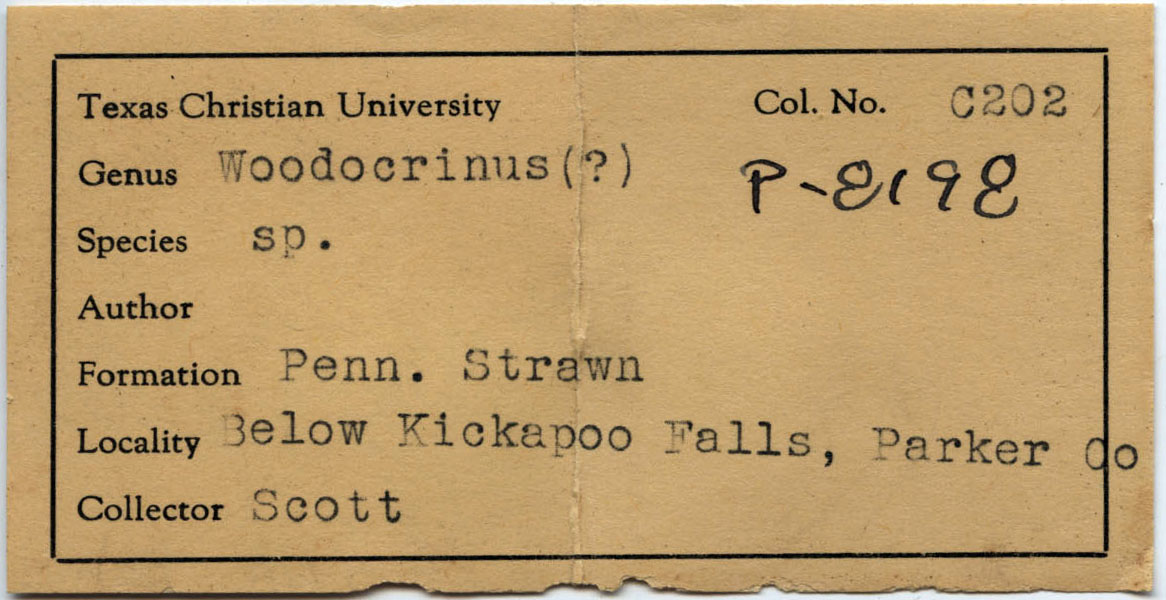 Texas Christian University Col. No. C202
Genus Woodocrinus(?) P-8198
Species sp.
Author
Formation Penn. Strawn
Locality Below Kickapoo Falls, Parker Co
Collector Scott